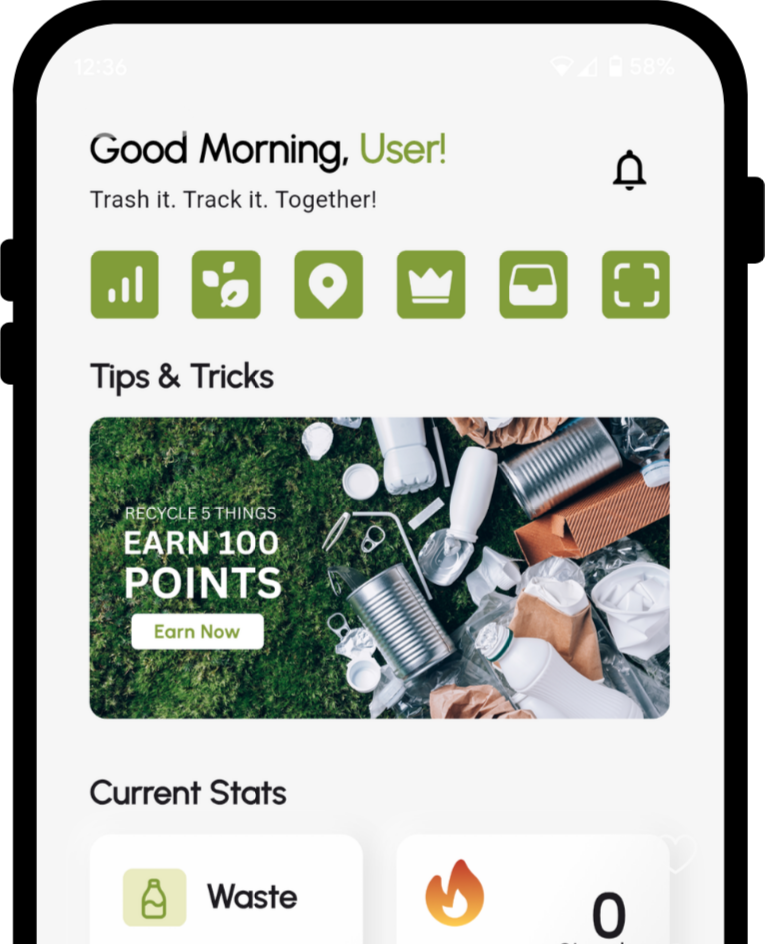 12:36 58%
Good Morning, User!
Trash it. Track it. Together!
Tips & Tricks
RECYCLE 5 THINGS
EARN 100
POINTS
Earn Now
Current Stats
Waste
0